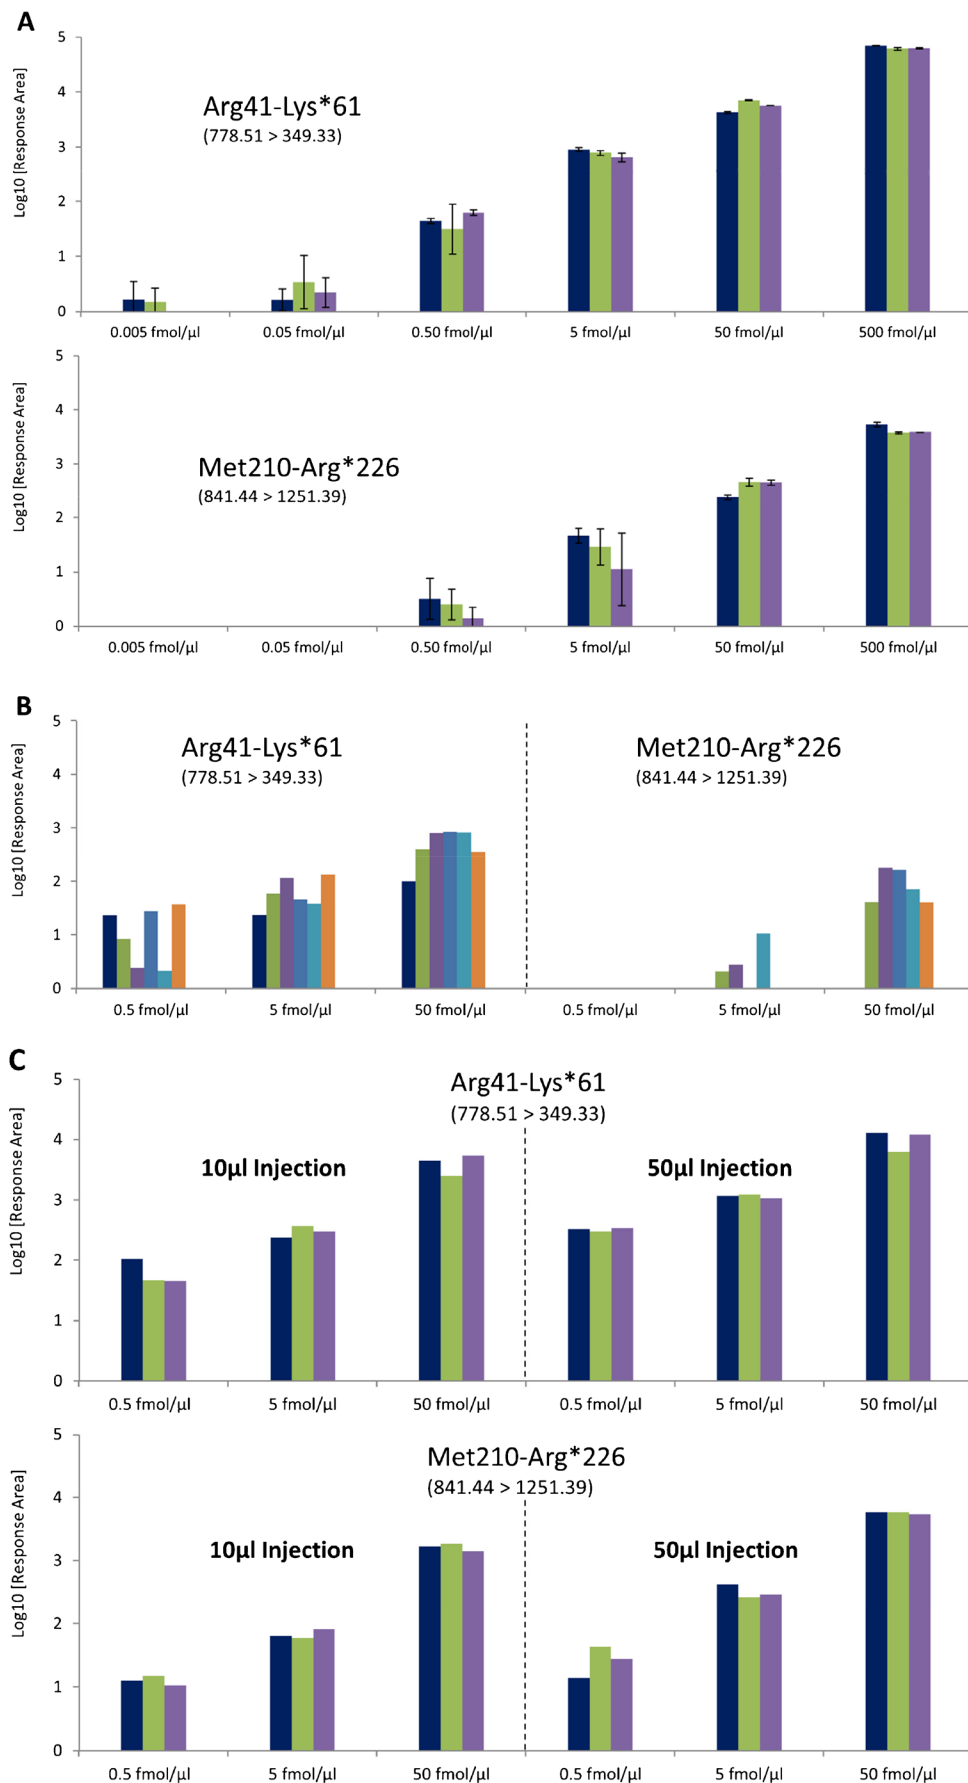 A
5
4
3
2
1
0
Log10 [Response Area]
Arg41-Lys*61
(778.51 > 349.33)
0.005 fmol/µl 0.05 fmol/µl 0.50 fmol/µl 5 fmol/µl 50 fmol/µl 500 fmol/µl
5
4
3
2
1
0
Log10 [Response Area]
Met210-Arg*226
(841.44 > 1251.39)
0.005 fmol/µl 0.05 fmol/µl 0.50 fmol/µl 5 fmol/µl 50 fmol/µl 500 fmol/µl
B
5
4
3
2
1
0
Log10 [Response Area]
Arg41-Lys*61
(778.51 > 349.33)
Met210-Arg*226
(841.44 > 1251.39)
0.5 fmol/µl 5 fmol/µl 50 fmol/µl 0.5 fmol/µl 5 fmol/µl 50 fmol/µl
C
5
4
3
2
1
0
Log10 [Response Area]
Arg41-Lys*61
(778.51 > 349.33)
10µl Injection
50µl Injection
0.5 fmol/µl 5 fmol/µl 50 fmol/µl 0.5 fmol/µl 5 fmol/µl 50 fmol/µl
5
4
3
2
1
0
Log10 [Response Area]
Met210-Arg*226
(841.44 > 1251.39)
10µl Injection
50µl Injection
0.5 fmol/µl 5 fmol/µl 50 fmol/µl 0.5 fmol/µl 5 fmol/µl 50 fmol/µl